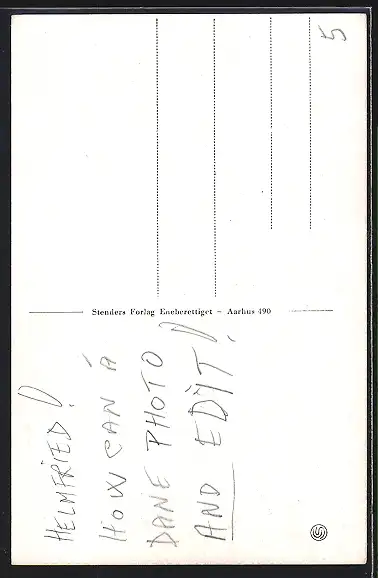 5
Stenders Forlag Eneberettiget – Aarhus 490
HELMFRIED!
HOW CAN A
DANE PHOTO
AND EDIT!